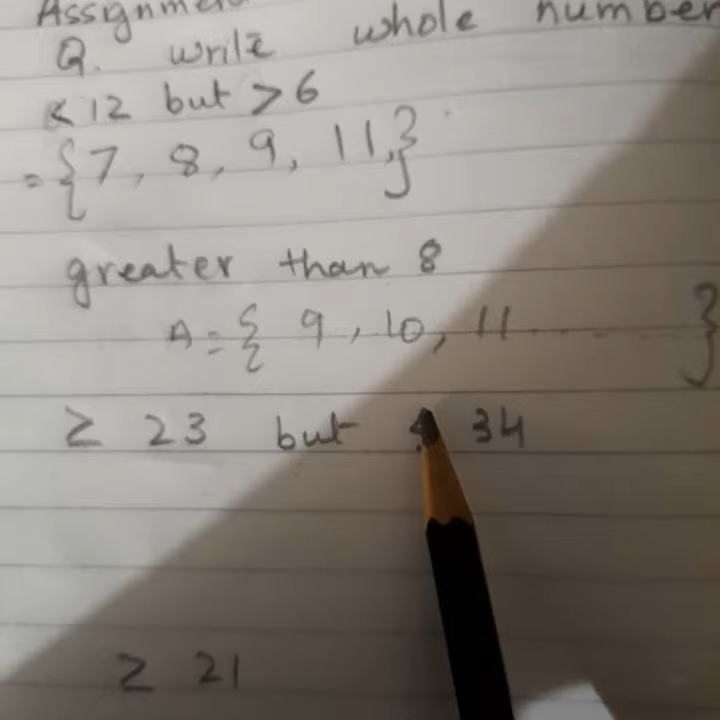 Assignme
Q. write whole number
< 12 but > 6
= {7, 8, 9, 11,}
greater than 8
A = { 9, 10, 11 ..... }
≥ 23 but 34
≥ 21